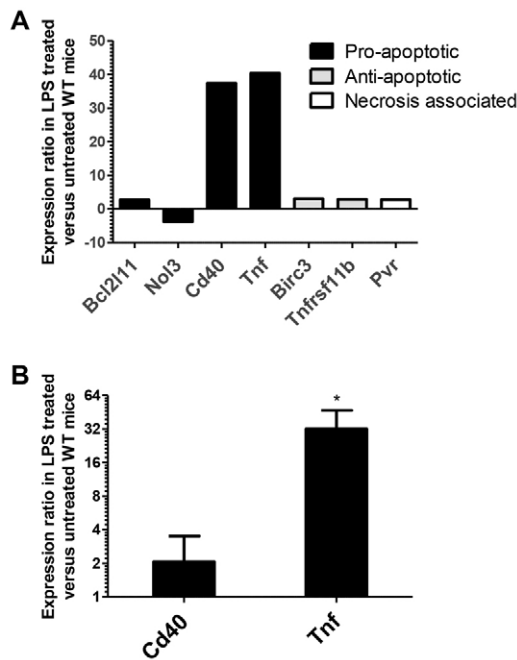 A
Expression ratio in LPS treated
versus untreated WT mice
50
40
30
20
10
0
-10
Pro-apoptotic
Anti-apoptotic
Necrosis associated
Bcl2l11
Nol3
Cd40
Tnf
Birc3
Tnfrsf11b
Pvr
B
Expression ratio in LPS treated
versus untreated WT mice
64
32
16
8
4
2
1
*
Cd40
Tnf